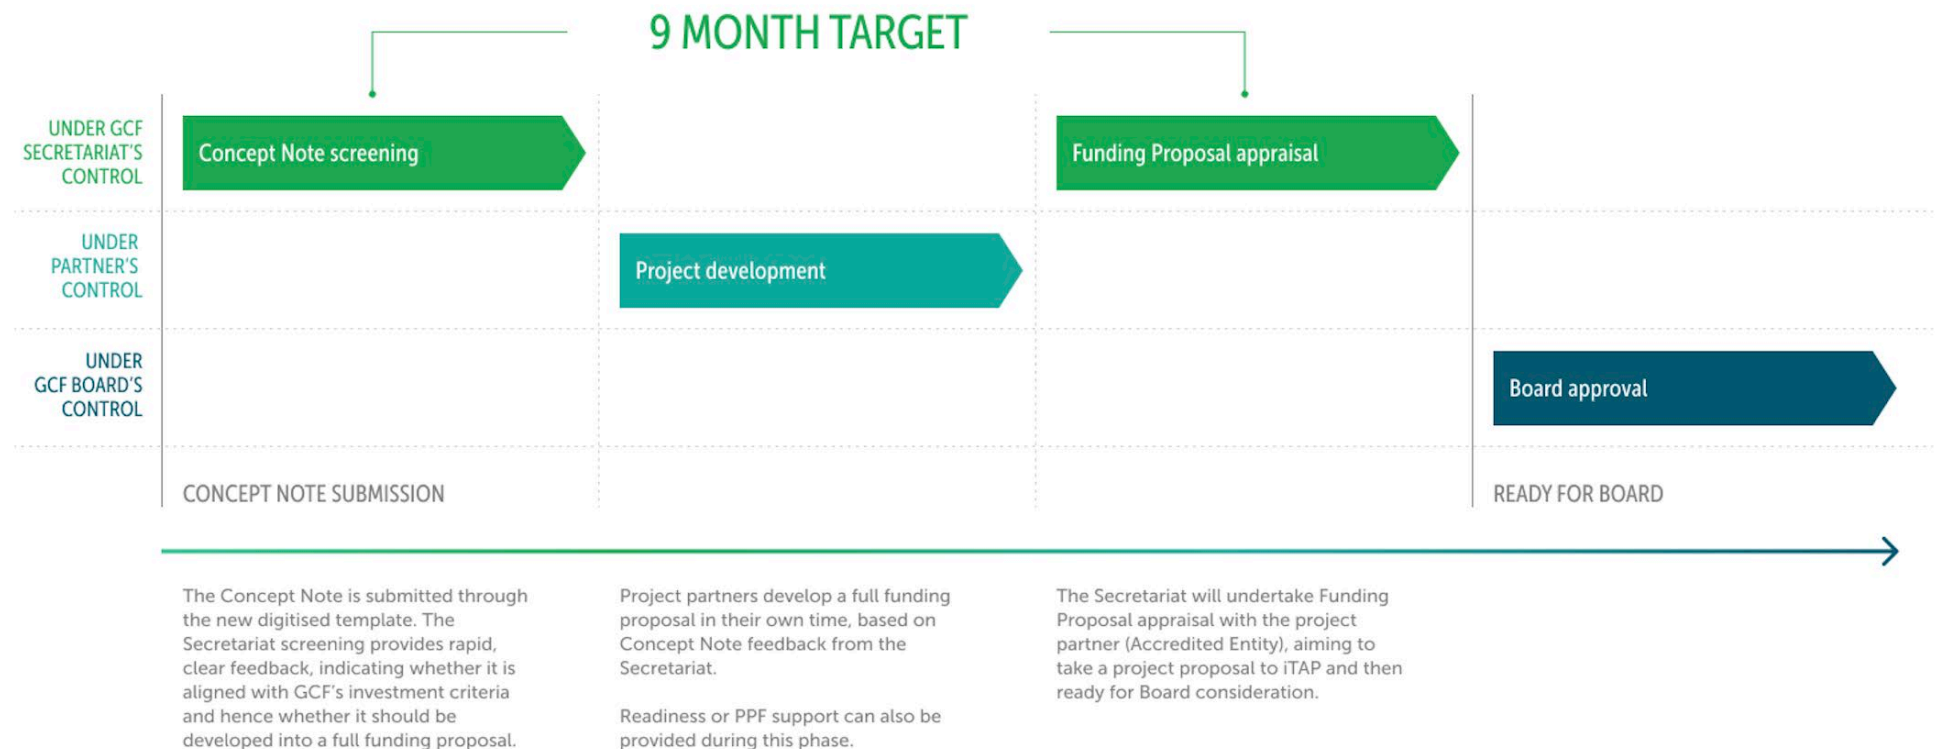 9 MONTH TARGET
UNDER GCF
SECRETARIAT'S
CONTROL
Concept Note screening
Funding Proposal appraisal
UNDER
PARTNER'S
CONTROL
Project development
UNDER
GCF BOARD'S
CONTROL
Board approval
CONCEPT NOTE SUBMISSION
READY FOR BOARD
The Concept Note is submitted through
the new digitised template. The
Secretariat screening provides rapid,
clear feedback, indicating whether it is
aligned with GCF's investment criteria
and hence whether it should be
developed into a full funding proposal.
Project partners develop a full funding
proposal in their own time, based on
Concept Note feedback from the
Secretariat.
Readiness or PPF support can also be
provided during this phase.
The Secretariat will undertake Funding
Proposal appraisal with the project
partner (Accredited Entity), aiming to
take a project proposal to iTAP and then
ready for Board consideration.